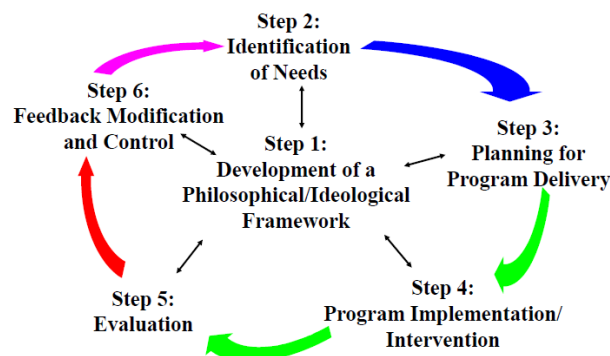 Step 2:
Identification
of Needs
Step 6:
Feedback Modification
and Control
Step 1:
Development of a
Philosophical/Ideological
Framework
Step 3:
Planning for
Program Delivery
Step 5:
Evaluation
Step 4:
Program Implementation/
Intervention